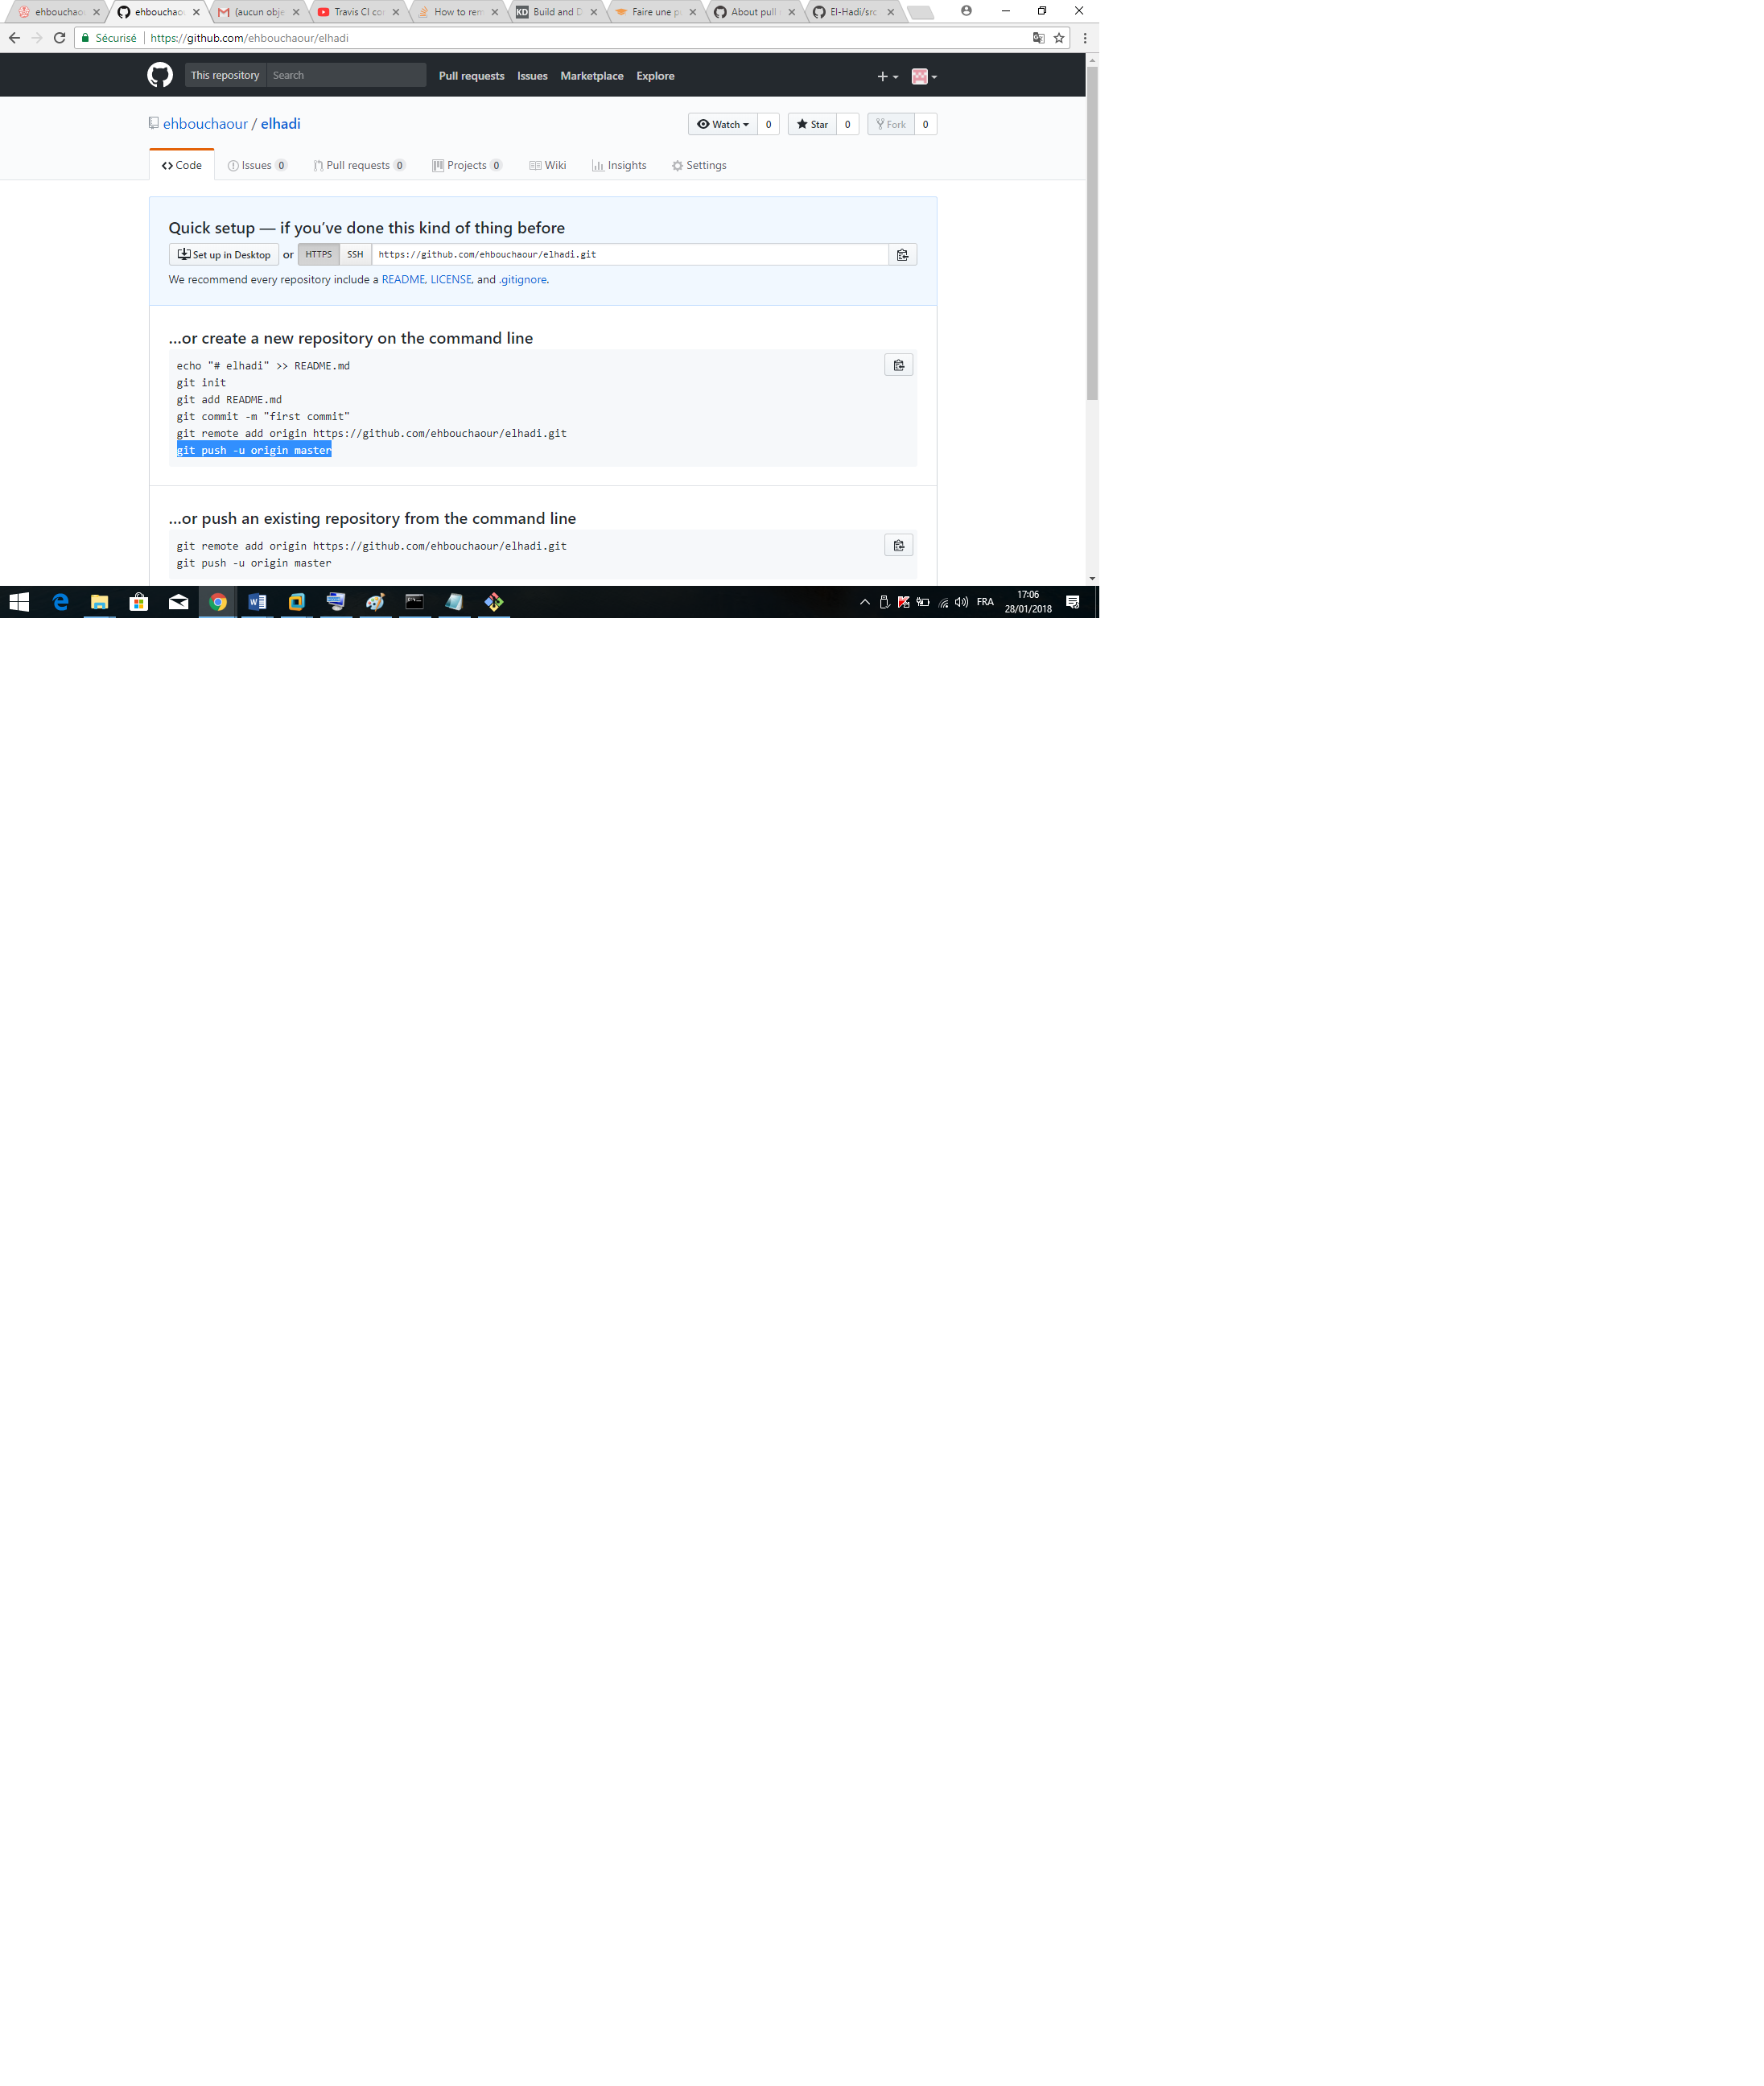 ehbouchao
ehbouchao
(aucun obje
Travis CI co
How to rem
KD Build and D
Faire une p
About pull
El-Hadi/src
Sécurisé https://github.com/ehbouchaour/elhadi
This repository Search Pull requests Issues Marketplace Explore
ehbouchaour / elhadi
Watch 0 Star 0 Fork 0
Code Issues 0 Pull requests 0 Projects 0 Wiki Insights Settings
Quick setup — if you’ve done this kind of thing before
Set up in Desktop or HTTPS SSH https://github.com/ehbouchaour/elhadi.git
We recommend every repository include a README, LICENSE, and .gitignore.
…or create a new repository on the command line
echo "# elhadi" >> README.md
git init
git add README.md
git commit -m "first commit"
git remote add origin https://github.com/ehbouchaour/elhadi.git
git push -u origin master
…or push an existing repository from the command line
git remote add origin https://github.com/ehbouchaour/elhadi.git
git push -u origin master
FRA
17:06
28/01/2018